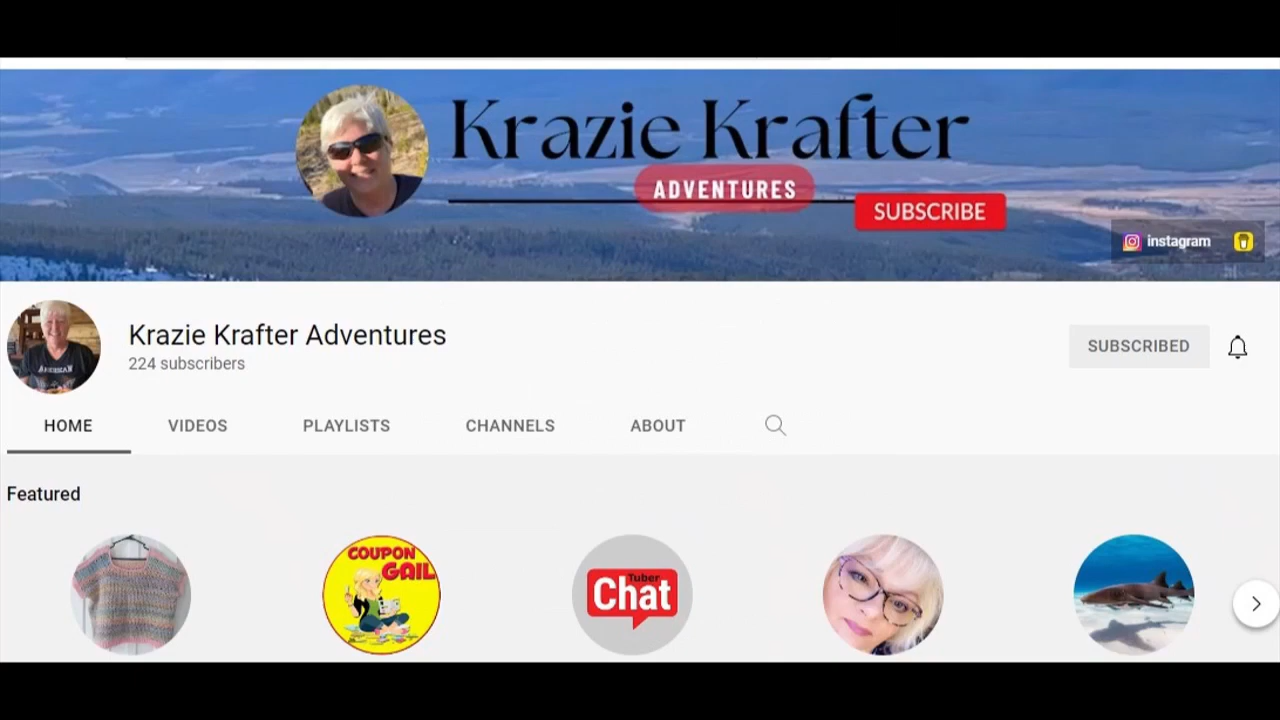 Krazie Krafter
ADVENTURES
SUBSCRIBE
instagram
Krazie Krafter Adventures
224 subscribers
SUBSCRIBED
HOME VIDEOS PLAYLISTS CHANNELS ABOUT
Featured
COUPON
GAIL
Tuber
Chat